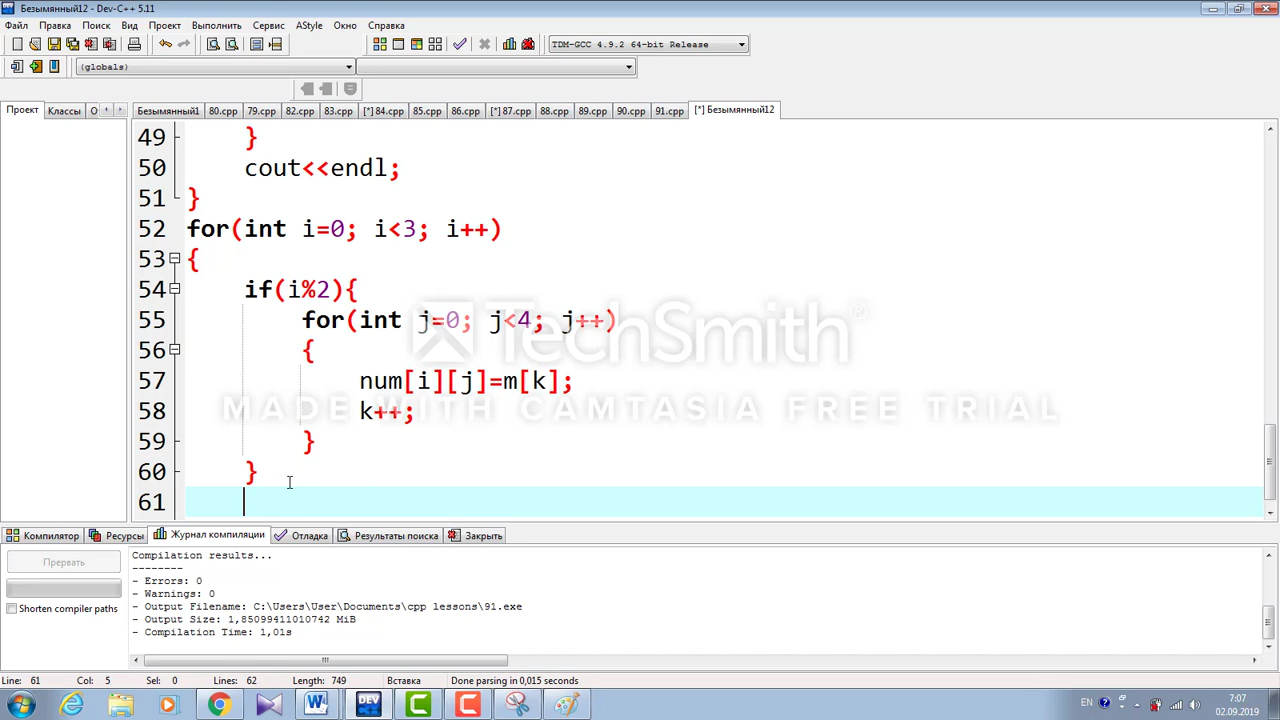 Безымянный12 - Dev-C++ 5.11
Файл Правка Поиск Вид Проект Выполнить Сервис AStyle Окно Справка
TDM-GCC 4.9.2 64-bit Release
(globals)
Проект Классы О
Безымянный1 80.cpp 79.cpp 82.cpp 83.cpp [*] 84.cpp 85.cpp 86.cpp [*] 87.cpp 88.cpp 89.cpp 90.cpp 91.cpp [*] Безымянный12
49 }
50 cout<<endl;
51 }
52 for(int i=0; i<3; i++)
53 {
54 if(i%2){
55 for(int j=0; j<4; j++)
56 {
57 num[i][j]=m[k];
58 k++;
59 }
60 }
61
TechSmith®
MADE WITH CAMTASIA FREE TRIAL
Компилятор Ресурсы Журнал компиляции Отладка Результаты поиска Закрыть
Прервать
Shorten compiler paths
Compilation results...
--------
- Errors: 0
- Warnings: 0
- Output Filename: C:\Users\User\Documents\cpp lessons\91.exe
- Output Size: 1,85099411010742 MiB
- Compilation Time: 1,01s
Line: 61 Col: 5 Sel: 0 Lines: 62 Length: 749 Вставка Done parsing in 0,015 seconds
EN 7:07
02.09.2019